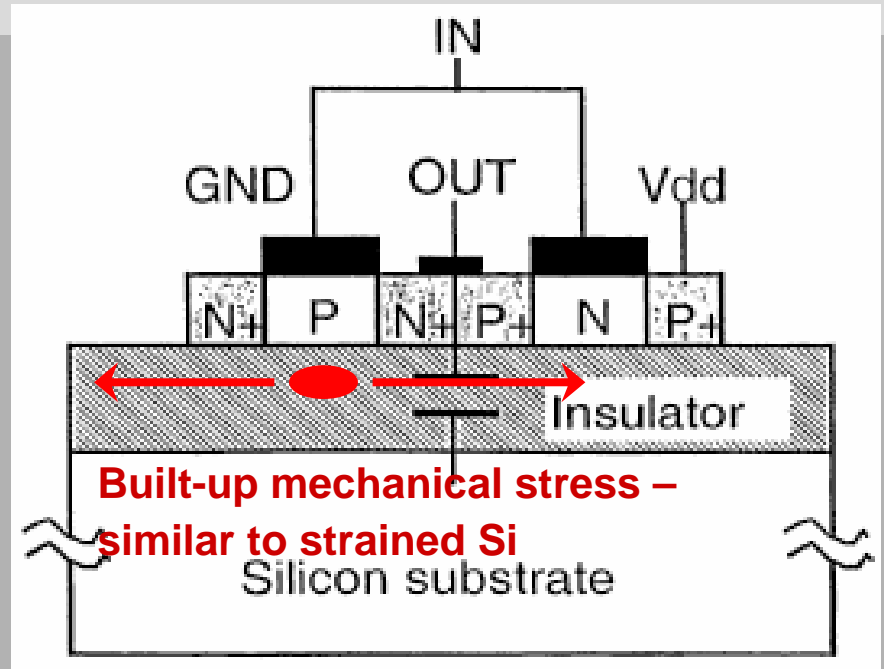 IN
GND OUT Vdd
N+ P N+ P+ N P+
Insulator
Built-up mechanical stress –
similar to strained Si
Silicon substrate